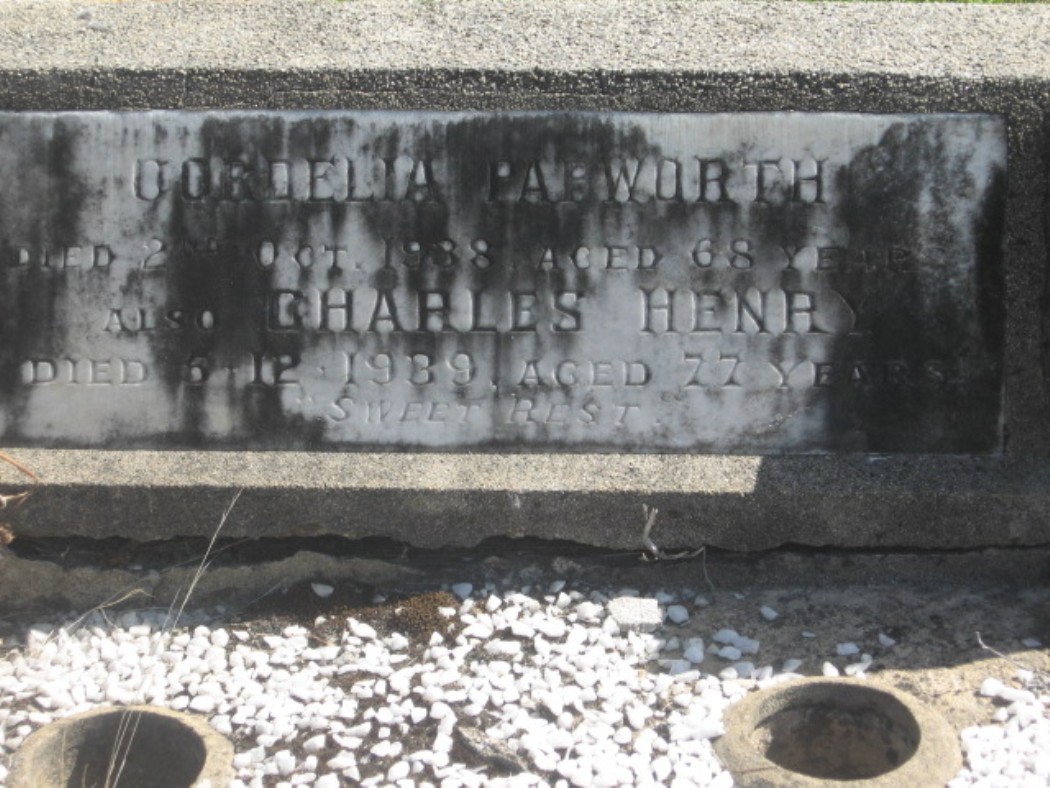 CORDELIA PAPWORTH
DIED 2ND OCT. 1938. AGED 68 YEARS
ALSO CHARLES HENRY
DIED 5.12.1939. AGED 77 YEARS
"SWEET REST."